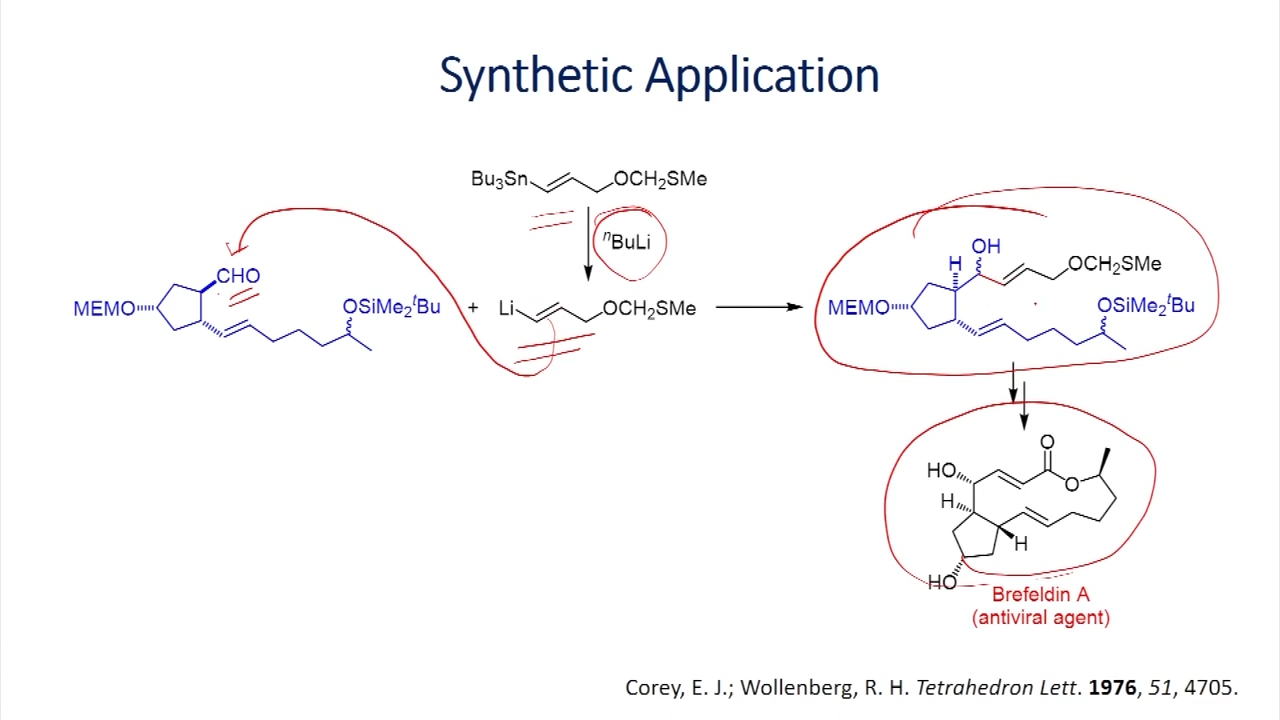 Synthetic Application
Bu₃Sn OCH₂SMe
ⁿBuLi
CHO
MEMO OSiMe₂ᵗBu
+
Li OCH₂SMe
OH
H
OCH₂SMe
MEMO OSiMe₂ᵗBu
O
HO
O
H
H
HO
Brefeldin A
(antiviral agent)
Corey, E. J.; Wollenberg, R. H. Tetrahedron Lett. 1976, 51, 4705.